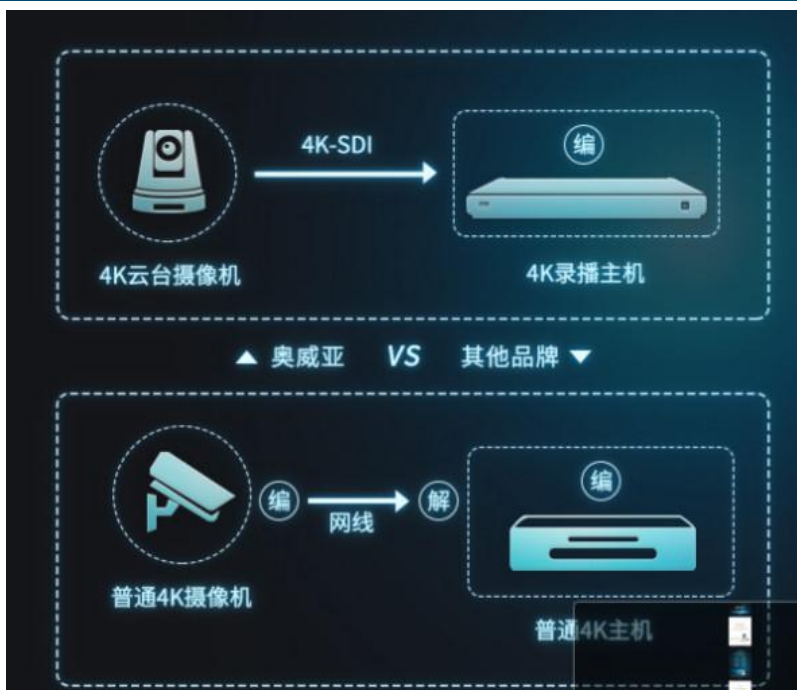 4K-SDI
编
4K云台摄像机
4K录播主机
奥威亚 VS 其他品牌
编
编 网线 解
普通4K摄像机
普通4K主机